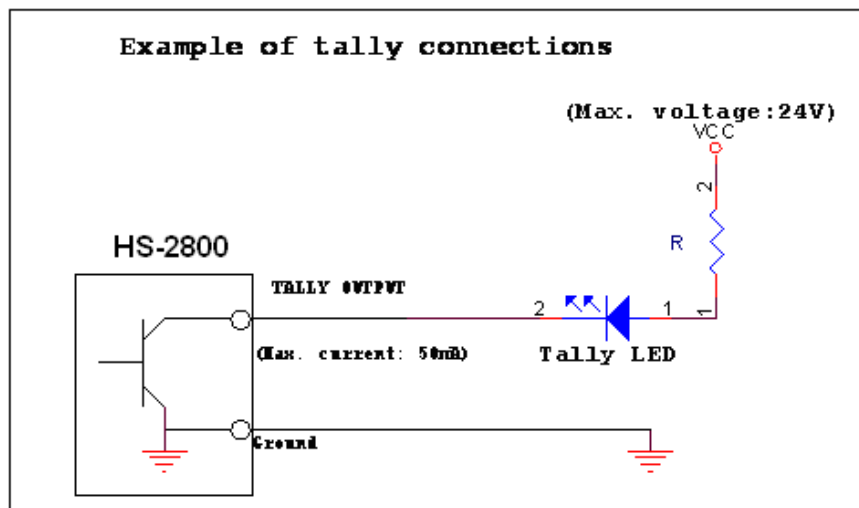 Example of tally connections
(Max. voltage:24V)
VCC
2
R
HS-2800
TALLY OUTPUT
2
1
1
(Max. current: 50mA)
Tally LED
Ground